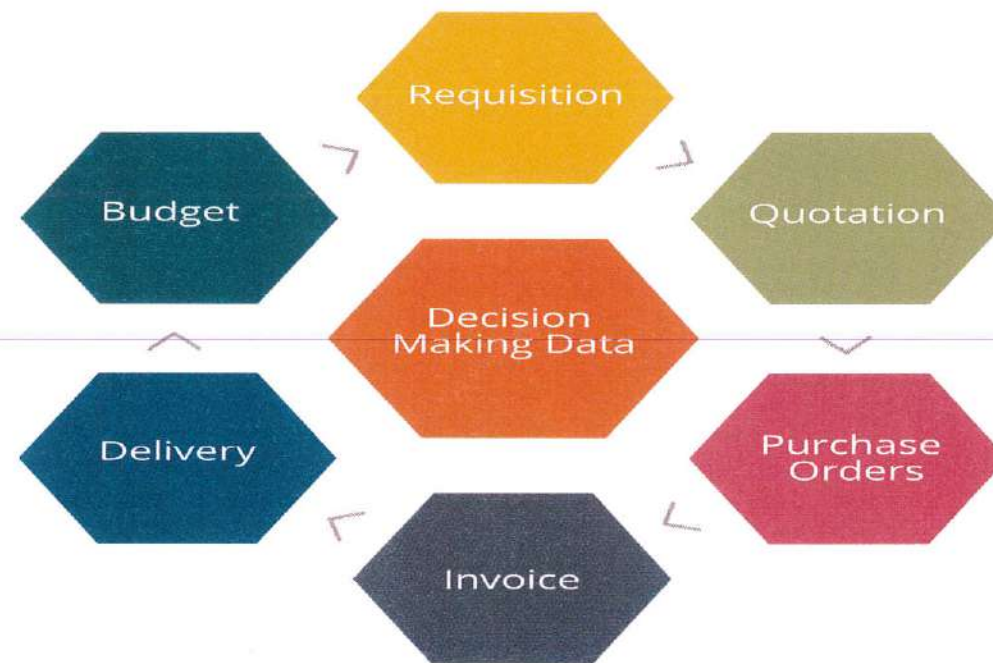 Requisition
Budget
Quotation
Decision
Making Data
Delivery
Purchase
Orders
Invoice